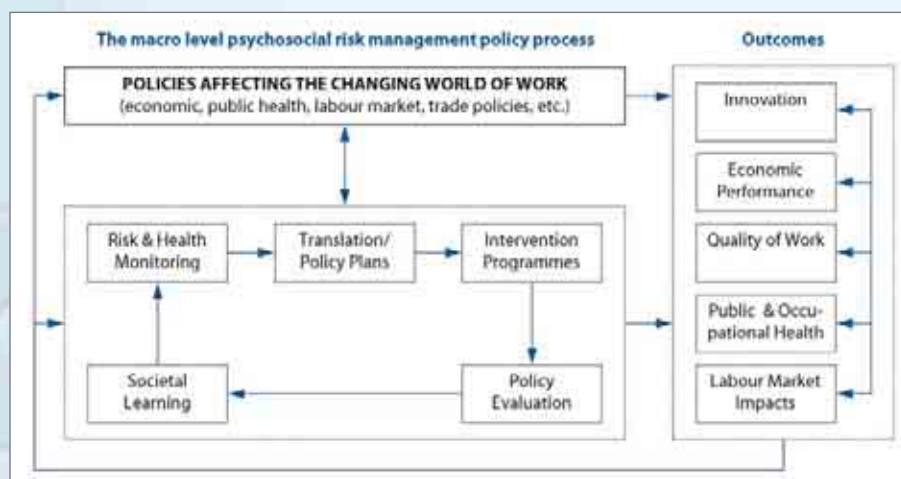 The macro level psychosocial risk management policy process
Outcomes
POLICIES AFFECTING THE CHANGING WORLD OF WORK
(economic, public health, labour market, trade policies, etc.)
Risk & Health
Monitoring
Translation/
Policy Plans
Intervention
Programmes
Societal
Learning
Policy
Evaluation
Innovation
Economic
Performance
Quality of Work
Public & Occu-
pational Health
Labour Market
Impacts